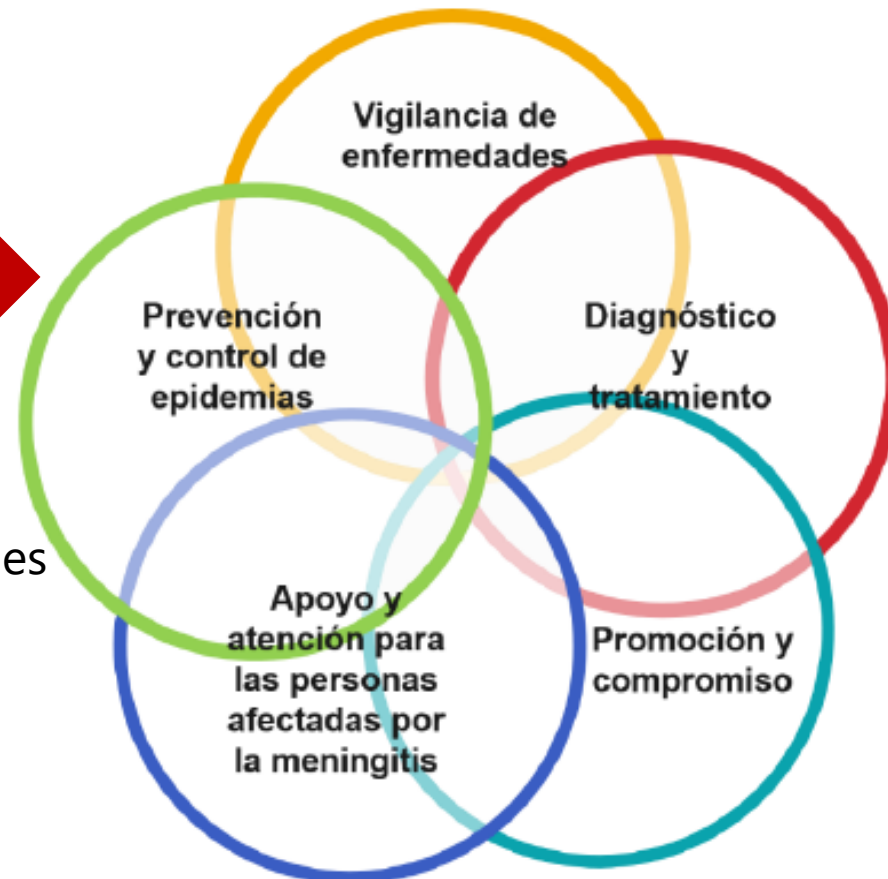 Vigilancia de
enfermedades
Prevención
y control de
epidemias
Diagnóstico
y
tratamiento
es
Apoyo y
atención para
las personas
afectadas por
la meningitis
Promoción y
compromiso